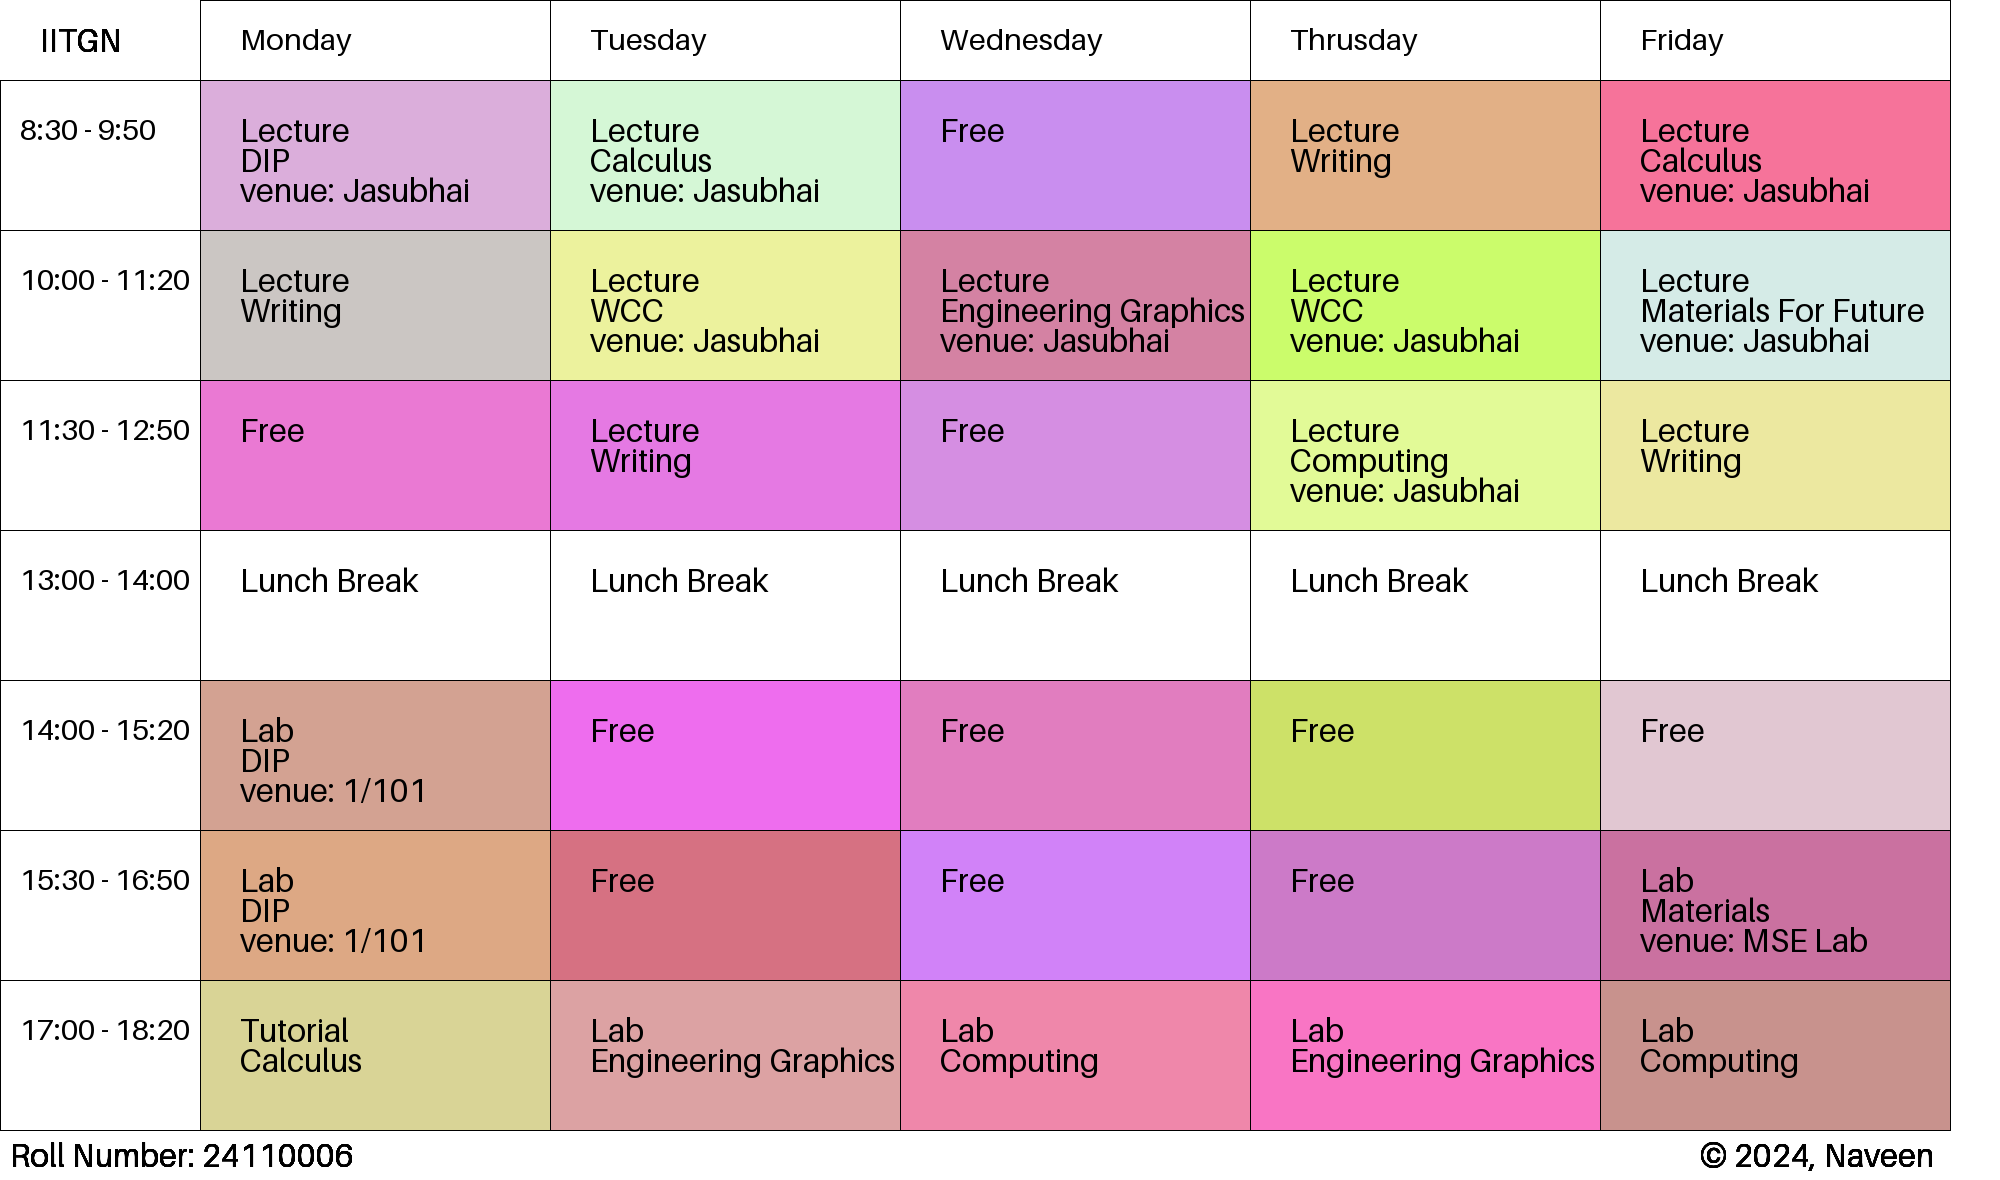 IITGN
Monday
Tuesday
Wednesday
Thrusday
Friday
8:30 - 9:50
Lecture
DIP
venue: Jasubhai
Lecture
Calculus
venue: Jasubhai
Free
Lecture
Writing
Lecture
Calculus
venue: Jasubhai
10:00 - 11:20
Lecture
Writing
Lecture
WCC
venue: Jasubhai
Lecture
Engineering Graphics
venue: Jasubhai
Lecture
WCC
venue: Jasubhai
Lecture
Materials For Future
venue: Jasubhai
11:30 - 12:50
Free
Lecture
Writing
Free
Lecture
Computing
venue: Jasubhai
Lecture
Writing
13:00 - 14:00
Lunch Break
Lunch Break
Lunch Break
Lunch Break
Lunch Break
14:00 - 15:20
Lab
DIP
venue: 1/101
Free
Free
Free
Free
15:30 - 16:50
Lab
DIP
venue: 1/101
Free
Free
Free
Lab
Materials
venue: MSE Lab
17:00 - 18:20
Tutorial
Calculus
Lab
Engineering Graphics
Lab
Computing
Lab
Engineering Graphics
Lab
Computing
Roll Number: 24110006
© 2024, Naveen